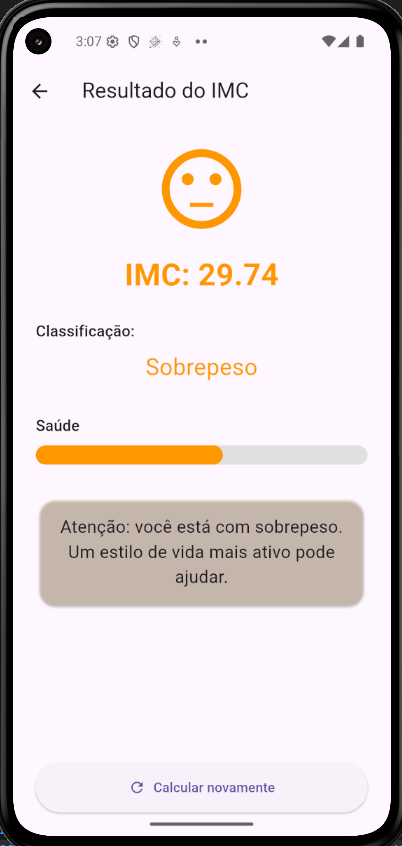 3:07
Resultado do IMC
IMC: 29.74
Classificação:
Sobrepeso
Saúde
Atenção: você está com sobrepeso.
Um estilo de vida mais ativo pode
ajudar.
Calcular novamente